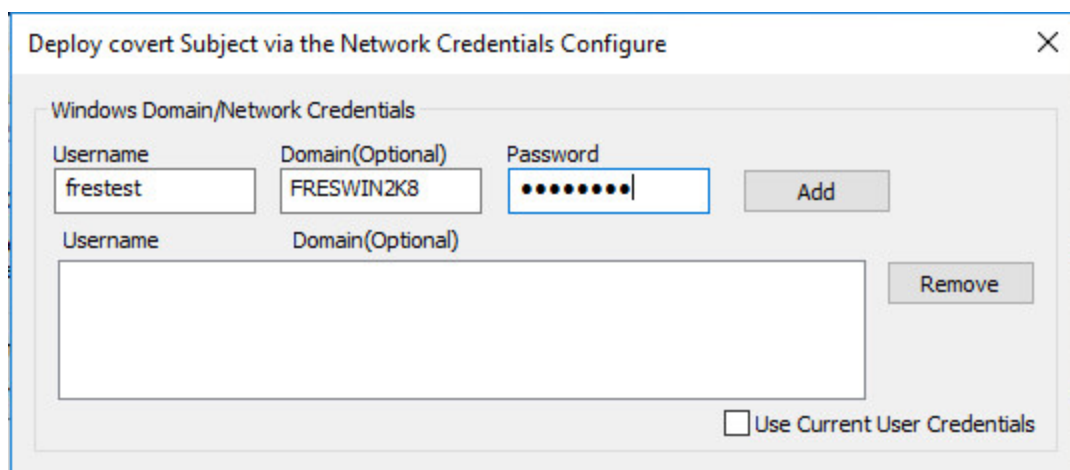 Deploy covert Subject via the Network Credentials Configure
Windows Domain/Network Credentials
Username Domain(Optional) Password
frestest FRESWIN2K8 ●●●●●●●● Add
Username Domain(Optional)
Remove
Use Current User Credentials